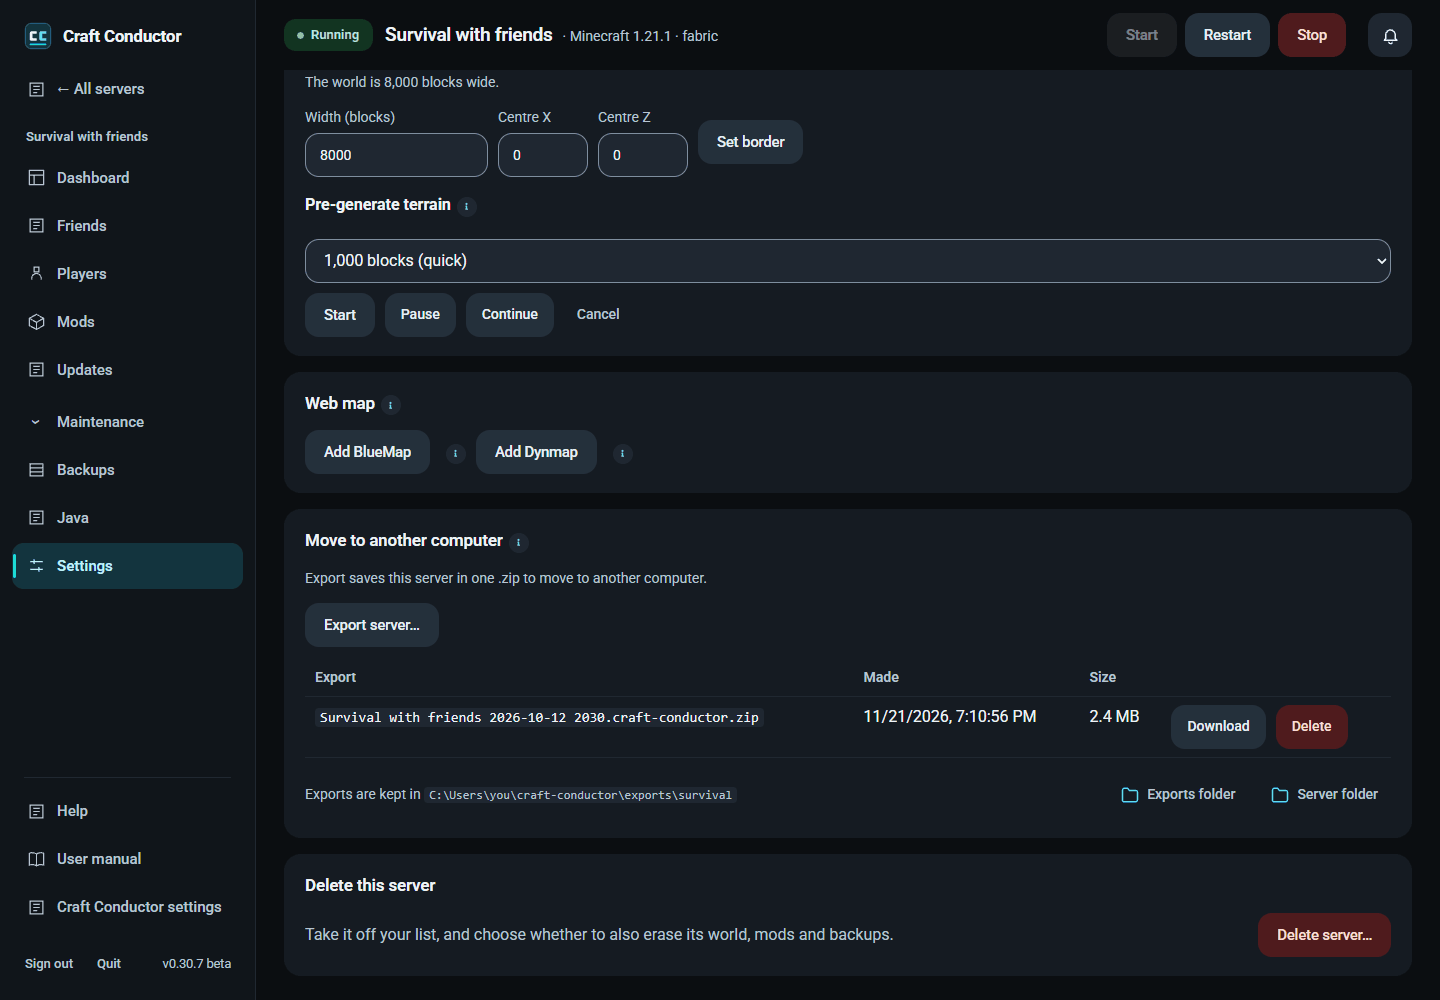 Craft Conductor
← All servers
Survival with friends
Dashboard
Friends
Players
Mods
Updates
Maintenance
Backups
Java
Settings
Help
User manual
Craft Conductor settings
Sign out Quit v0.30.7 beta
Running Survival with friends · Minecraft 1.21.1 · fabric Start Restart Stop
The world is 8,000 blocks wide.
Width (blocks) Centre X Centre Z
8000 0 0 Set border
Pre-generate terrain i
1,000 blocks (quick)
Start Pause Continue Cancel
Web map i
Add BlueMap i Add Dynmap i
Move to another computer i
Export saves this server in one .zip to move to another computer.
Export server...
Export Made Size
Survival with friends 2026-10-12 2030.craft-conductor.zip 11/21/2026, 7:10:56 PM 2.4 MB Download Delete
Exports are kept in C:\Users\you\craft-conductor\exports\survival Exports folder Server folder
Delete this server
Take it off your list, and choose whether to also erase its world, mods and backups. Delete server...